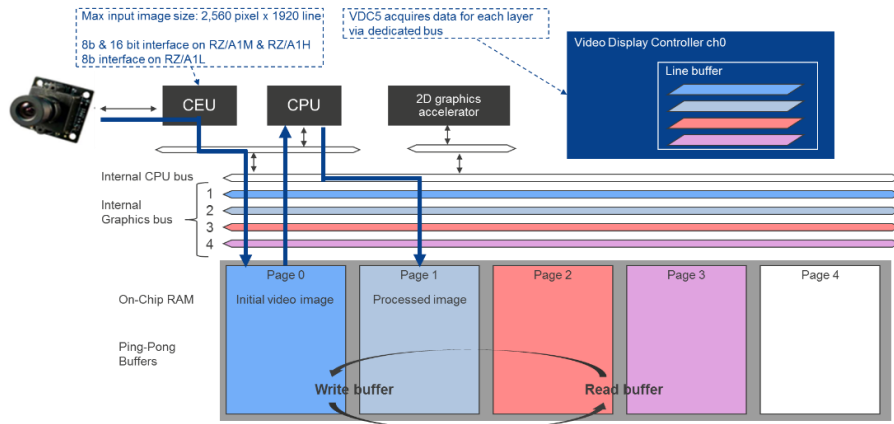 Max input image size: 2,560 pixel x 1920 line
8b & 16 bit interface on RZ/A1M & RZ/A1H
8b interface on RZ/A1L
VDC5 acquires data for each layer
via dedicated bus
Video Display Controller ch0
Line buffer
CEU
CPU
2D graphics
accelerator
Internal CPU bus
Internal
Graphics bus
1
2
3
4
On-Chip RAM
Ping-Pong
Buffers
Page 0
Initial video image
Page 1
Processed image
Page 2
Page 3
Page 4
Write buffer
Read buffer